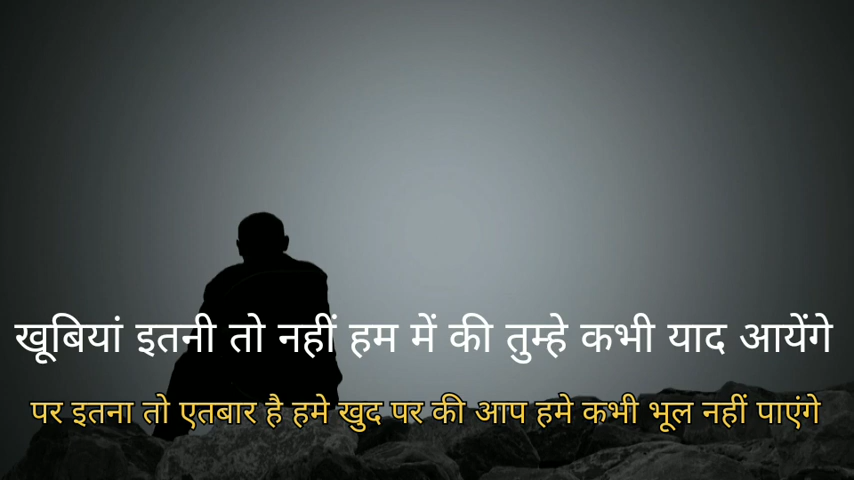 खूबियां इतनी तो नहीं हम में की तुम्हे कभी याद आयेंगे
पर इतना तो एतबार है हमे खुद पर की आप हमे कभी भूल नहीं पाएंगे